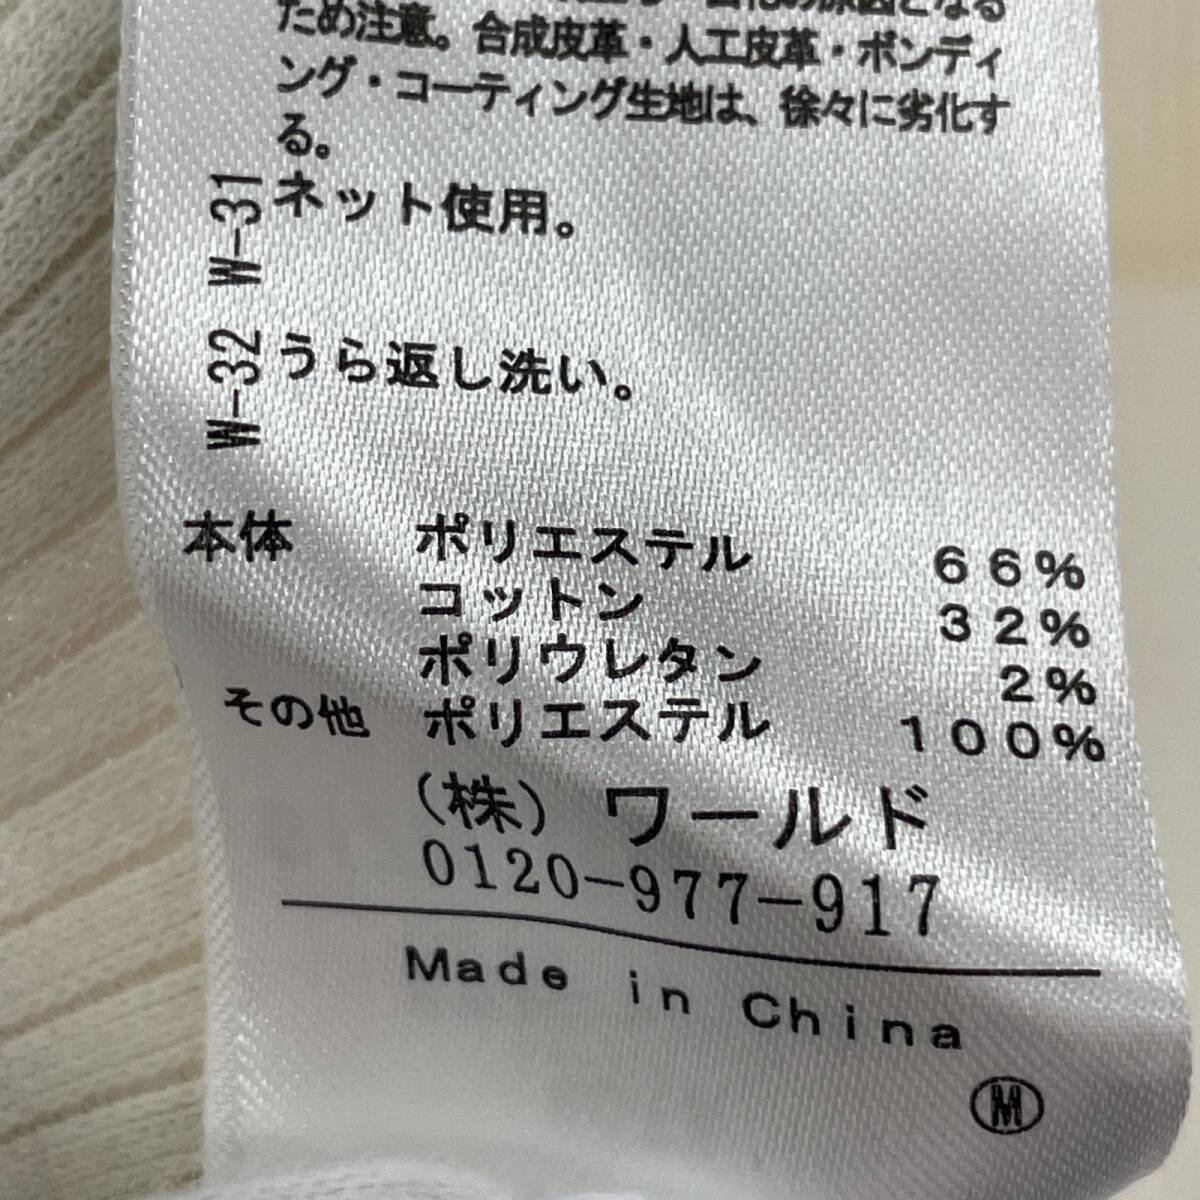 ため注意。合成皮革・人工皮革・ボンディ
ング・コーティング生地は、徐々に劣化す
る。
W-31 ネット使用。
W-32 うら返し洗い。
本体 ポリエステル 66%
コットン 32%
ポリウレタン 2%
その他 ポリエステル 100%
(株) ワールド
0120-977-917
Made in China
M